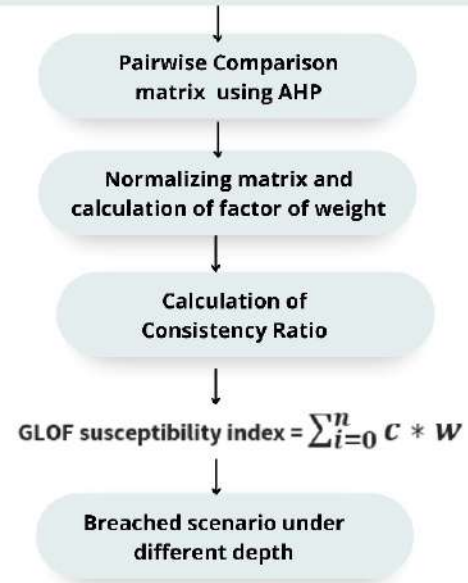 Pairwise Comparison
matrix using AHP
Normalizing matrix and
calculation of factor of weight
Calculation of
Consistency Ratio
GLOF susceptibility index = ∑ⁿᵢ₌₀ c * w
Breached scenario under
different depth